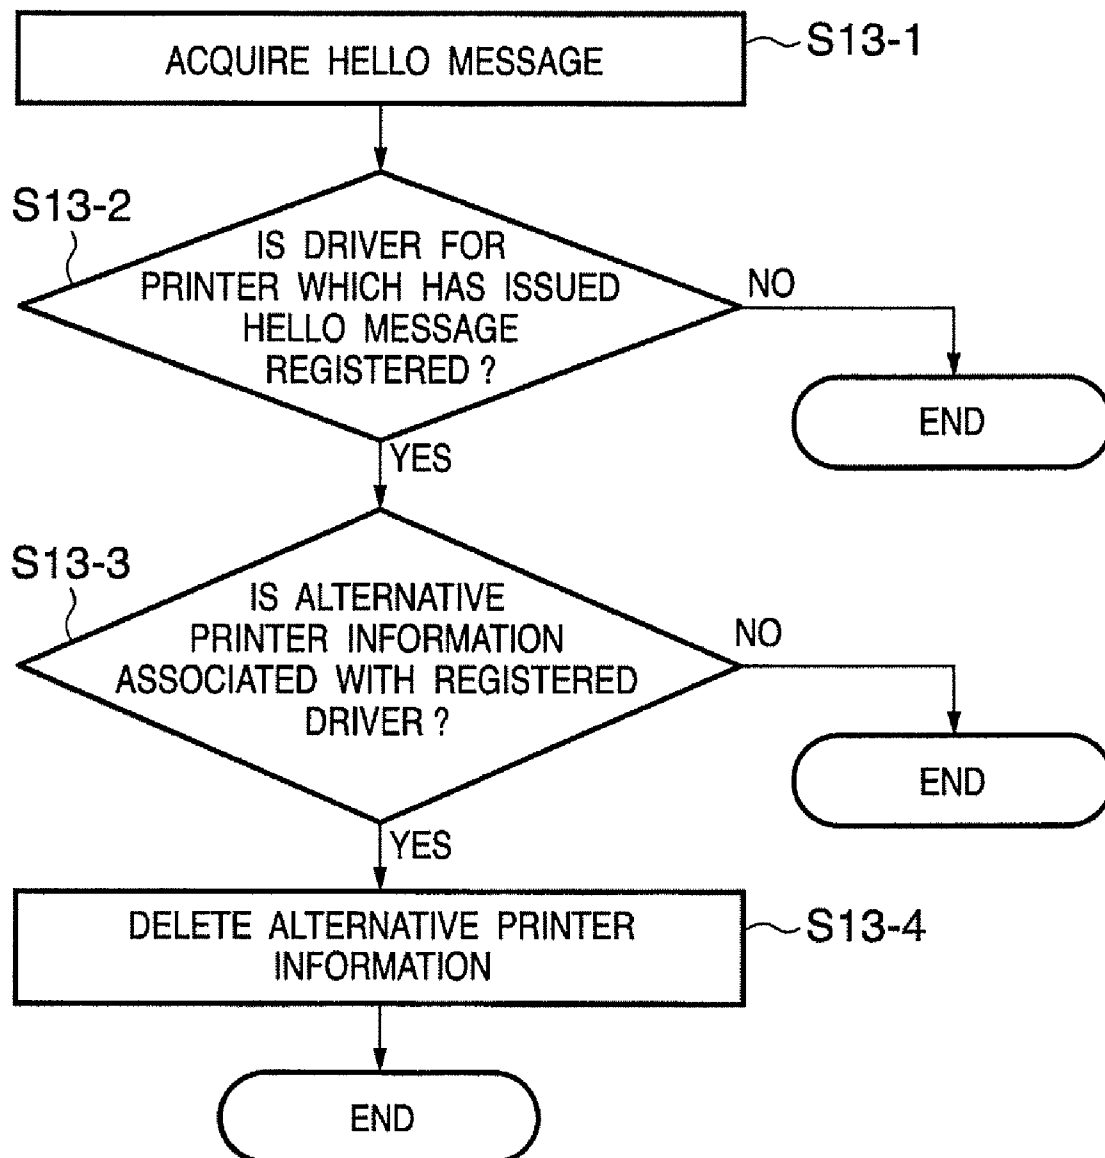 ACQUIRE HELLO MESSAGE
S13-1
S13-2
IS DRIVER FOR
PRINTER WHICH HAS ISSUED
HELLO MESSAGE
REGISTERED ?
NO
END
YES
S13-3
IS ALTERNATIVE
PRINTER INFORMATION
ASSOCIATED WITH REGISTERED
DRIVER ?
NO
END
YES
DELETE ALTERNATIVE PRINTER
INFORMATION
S13-4
END